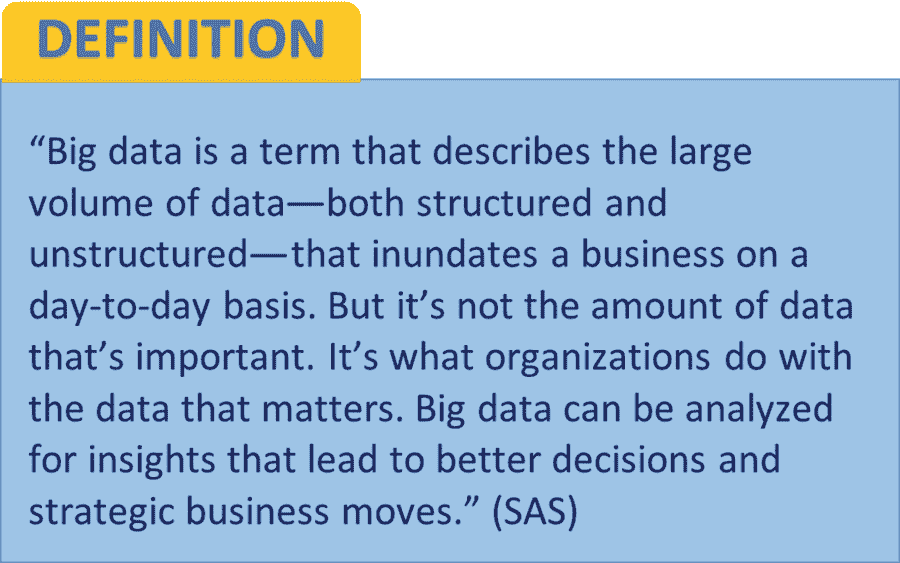 DEFINITION
“Big data is a term that describes the large
volume of data—both structured and
unstructured—that inundates a business on a
day-to-day basis. But it’s not the amount of data
that’s important. It’s what organizations do with
the data that matters. Big data can be analyzed
for insights that lead to better decisions and
strategic business moves.” (SAS)